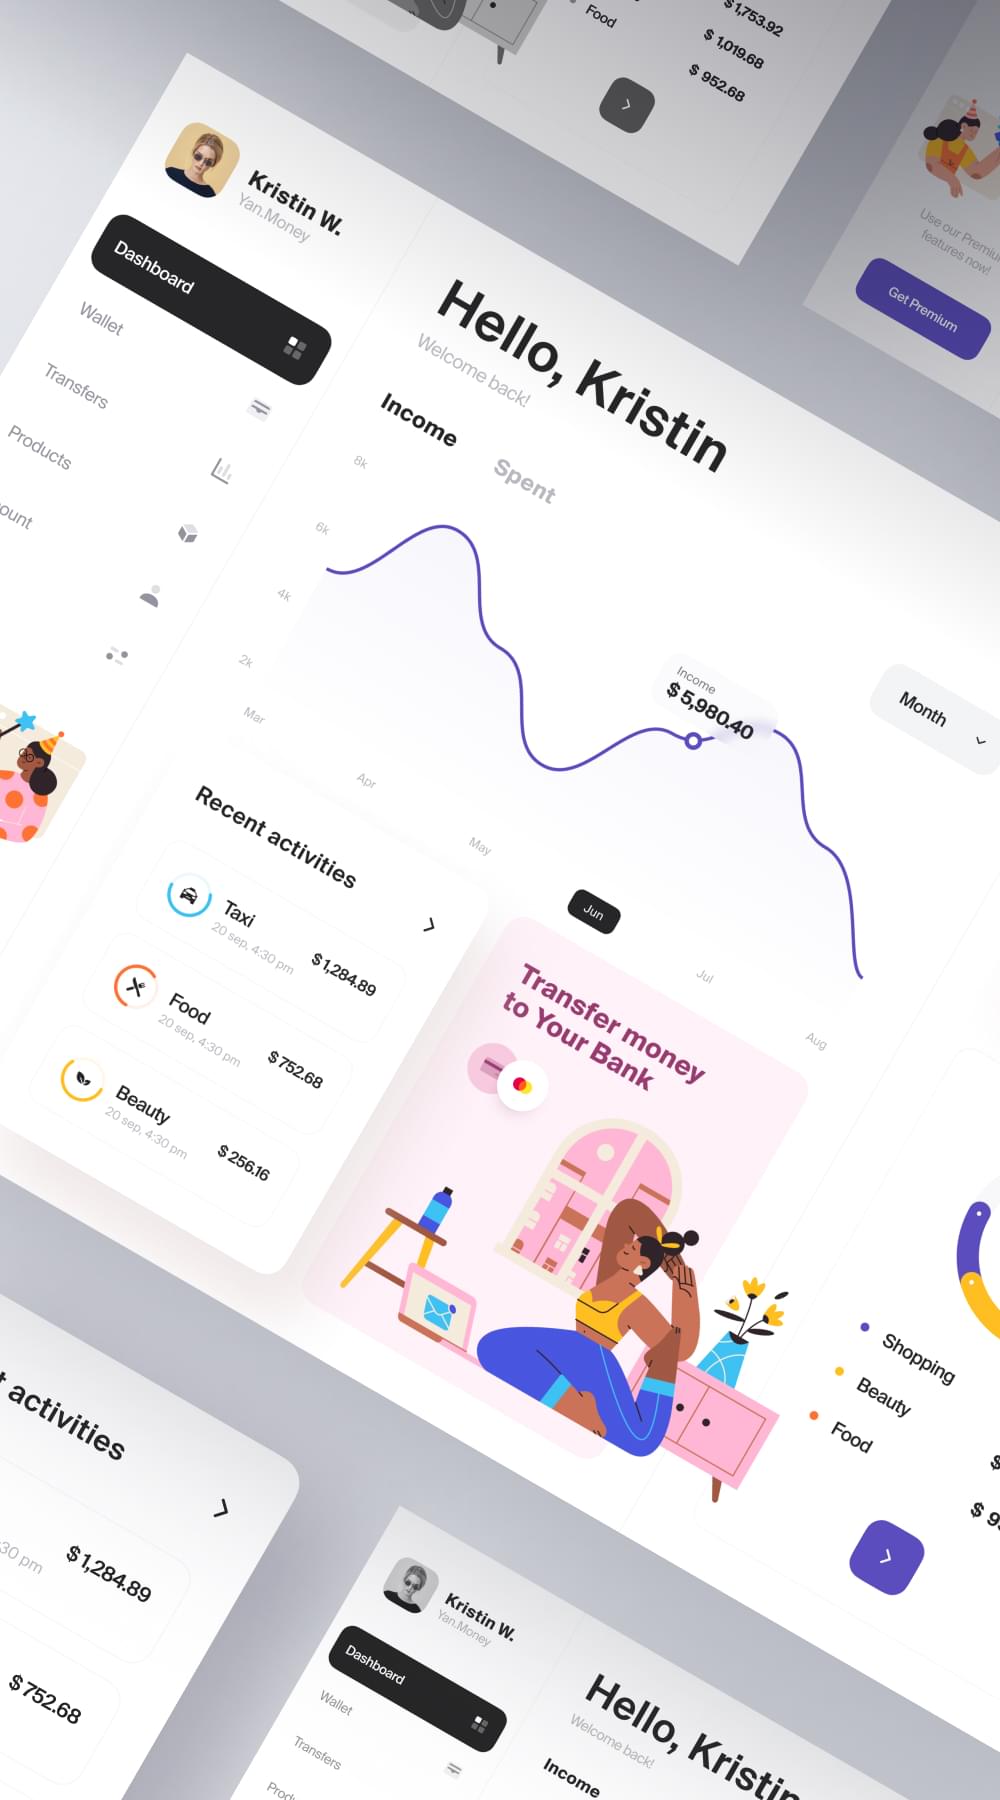 $ 1,753.92
Food
$ 1,019.68
$ 952.68
Use our Premium
features now!
Get Premium
Kristin W.
Yan.Money
Dashboard
Wallet
Transfers
Products
Hello, Kristin
Welcome back!
Income
Spent
8k
6k
4k
2k
Mar
Apr
May
Jun
Jul
Aug
Income
$ 5,980.40
Month
Recent activities
Taxi
20 sep, 4:30 pm
$ 1,284.89
Food
20 sep, 4:30 pm
$ 752.68
Beauty
20 sep, 4:30 pm
$ 256.16
Transfer money
to Your Bank
Shopping
Beauty
Food
activities
30 pm
$ 1,284.89
$ 752.68
Kristin W.
Yan.Money
Dashboard
Wallet
Transfers
Hello, Kristin
Welcome back!
Income